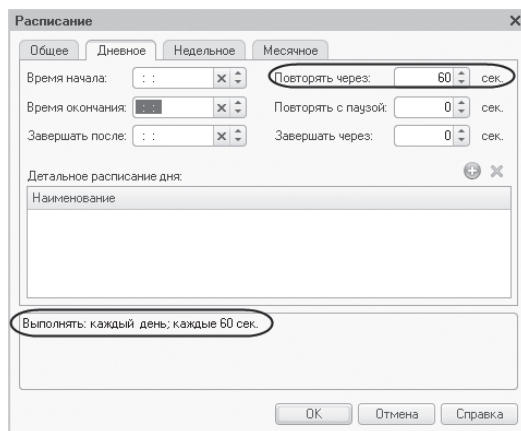 Расписание
Общее Дневное Недельное Месячное
Время начала: : : Повторять через: 60 сек.
Время окончания: : : Повторять с паузой: 0 сек.
Завершать после: : : Завершать через: 0 сек.
Детальное расписание дня:
Наименование
Выполнять: каждый день; каждые 60 сек.
OK Отмена Справка